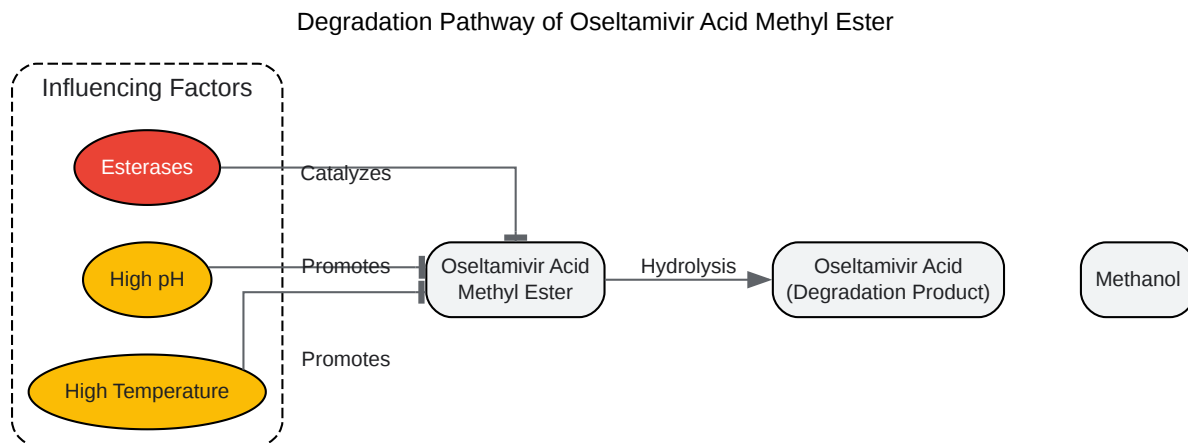 Degradation Pathway of Oseltamivir Acid Methyl Ester
Influencing Factors
Esterases
Catalyzes
High pH
Promotes
Oseltamivir Acid
Methyl Ester
Hydrolysis
Oseltamivir Acid
(Degradation Product)
Methanol
High Temperature
Promotes